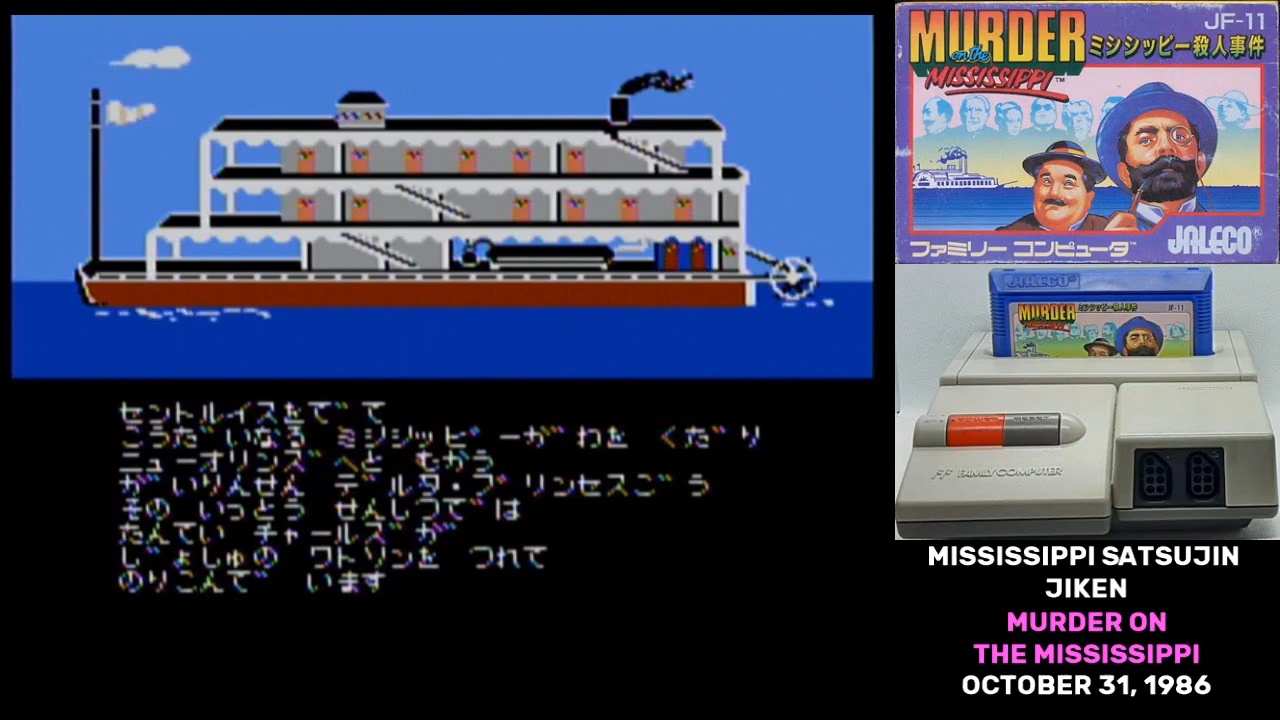 セントルイスをでて
こうだいなる ミシシッピーがわを くだり
ニューオリンズへと むかう
がいりんせん デルタ・プリンセスごう
その いっとう せんしつでは
たんてい チャールズが
じょしゅの ワトソンを つれて
のりこんで います
MURDER
on the
MISSISSIPPI™
JF-11
ミシシッピー殺人事件
ファミリー コンピュータ™
JALECO®
JALECO®
MURDER
MISSISSIPPI
ミシシッピー殺人事件
JF-11
FAMILY COMPUTER
MISSISSIPPI SATSUJIN
JIKEN
MURDER ON
THE MISSISSIPPI
OCTOBER 31, 1986